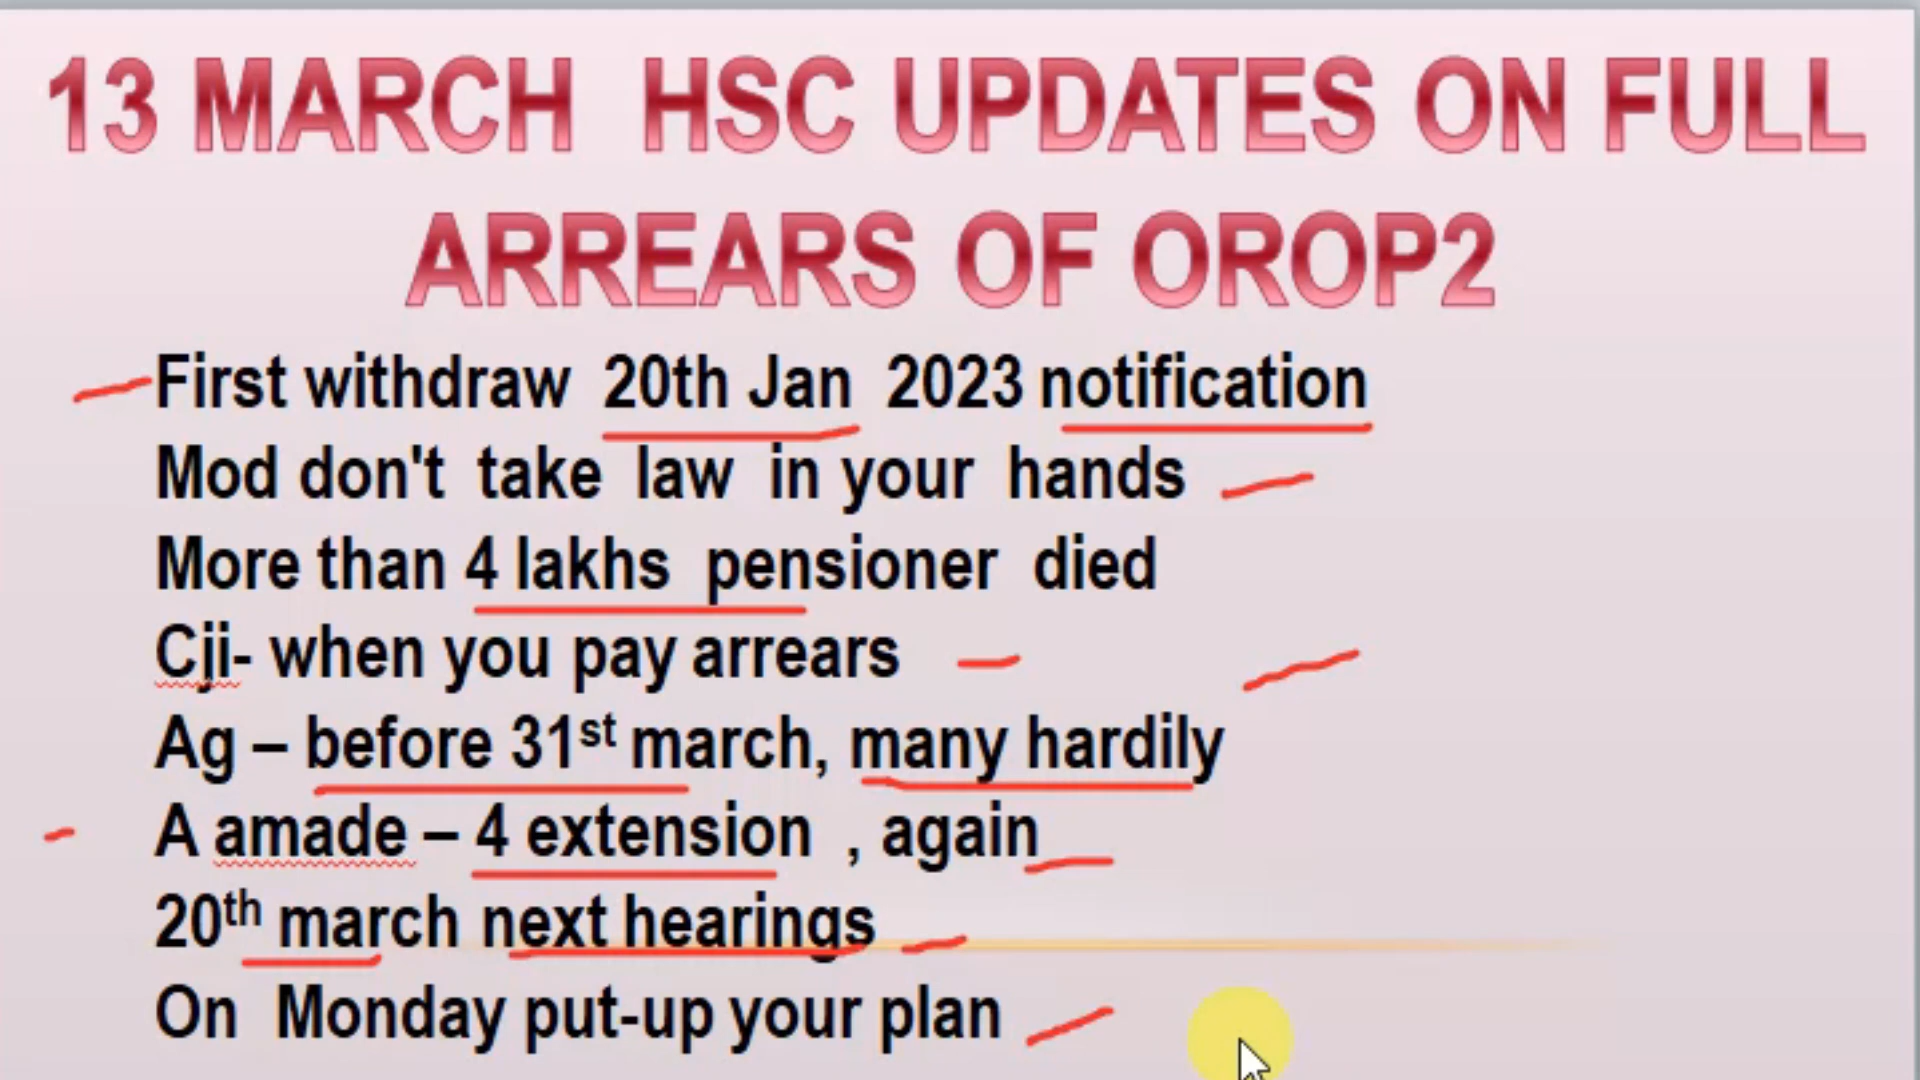 13 MARCH HSC UPDATES ON FULL
ARREARS OF OROP2
First withdraw 20th Jan 2023 notification
Mod don't take law in your hands
More than 4 lakhs pensioner died
Cji- when you pay arrears
Ag – before 31st march, many hardily
A amade – 4 extension , again
20th march next hearings
On Monday put-up your plan